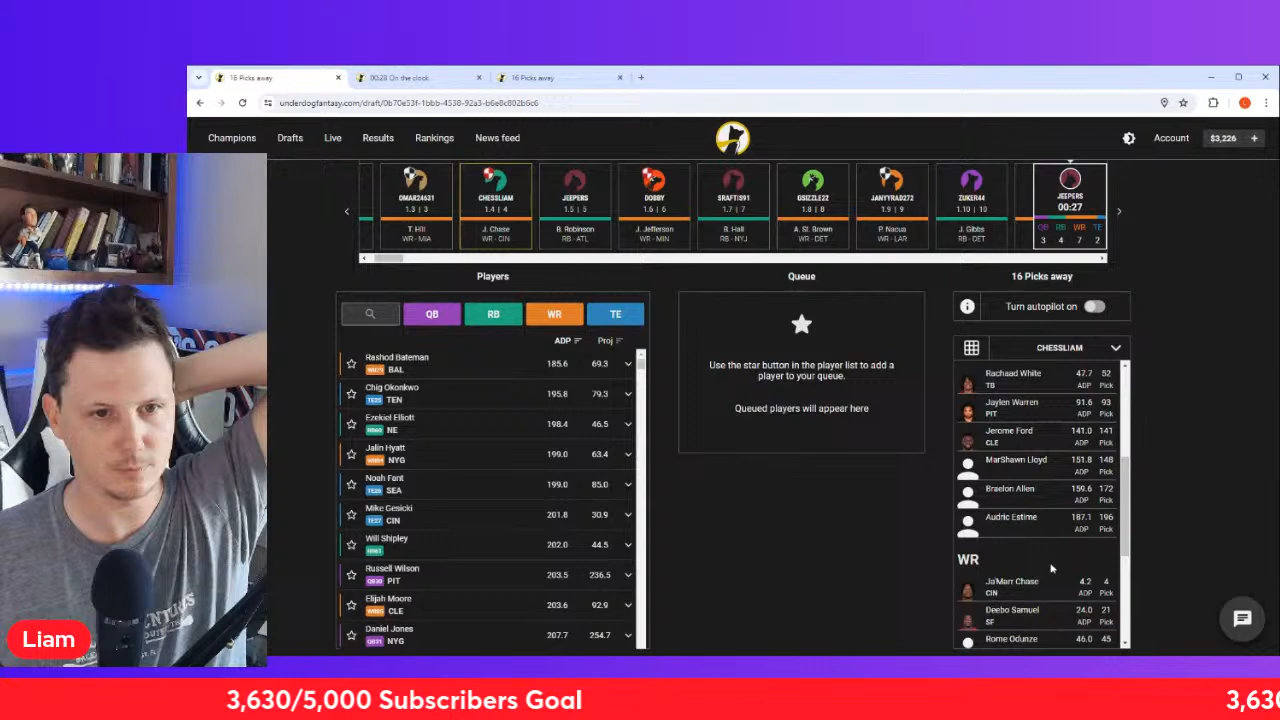 16 Picks away
00:28 On the clock
16 Picks away
underdogfantasy.com/draft/0b70e53f-1bbb-4538-92a3-b6e8c802b6c6
Champions Drafts Live Results Rankings News feed Account $3,226 +
OMAR24631
1.3 | 3
T. Hill
WR - MIA
CHESSLIAM
1.4 | 4
J. Chase
WR - CIN
JEEPERS
1.5 | 5
B. Robinson
RB - ATL
DOBBY
1.6 | 6
J. Jefferson
WR - MIN
SRAFTIS91
1.7 | 7
B. Hall
RB - NYJ
GSIZZLE22
1.8 | 8
A. St. Brown
WR - DET
JANYYRAD272
1.9 | 9
P. Nacua
WR - LAR
ZUKER44
1.10 | 10
J. Gibbs
RB - DET
JEEPERS
00:27
QB RB WR TE
3 4 7 2
Players
QB RB WR TE
ADP Proj
Rashod Bateman 185.6 69.3
BAL
Chig Okonkwo 195.8 79.3
TEN
Ezekiel Elliott 198.4 46.5
NE
Jalin Hyatt 199.0 63.4
NYG
Noah Fant 199.0 85.0
SEA
Mike Gesicki 201.8 30.9
CIN
Will Shipley 202.0 44.5
Russell Wilson 203.5 236.5
PIT
Elijah Moore 203.6 92.9
CLE
Daniel Jones 207.7 254.7
NYG
Queue
Use the star button in the player list to add a
player to your queue.
Queued players will appear here
16 Picks away
Turn autopilot on
CHESSLIAM
Rachaad White 47.7 52
TB ADP Pick
Jaylen Warren 91.6 93
PIT ADP Pick
Jerome Ford 141.0 141
CLE ADP Pick
MarShawn Lloyd 151.8 148
ADP Pick
Braelon Allen 159.6 172
ADP Pick
Audric Estime 187.1 196
ADP Pick
WR
Ja'Marr Chase 4.2 4
CIN ADP Pick
Deebo Samuel 24.0 21
SF ADP Pick
Rome Odunze 46.0 45
Liam
3,630/5,000 Subscribers Goal
3,630